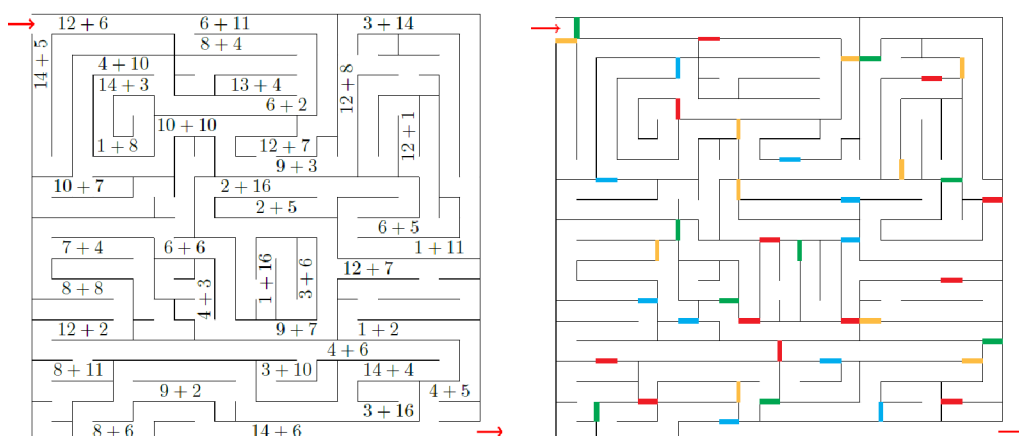 12 + 6 6 + 11 3 + 14
8 + 4
14 + 5
4 + 10
14 + 3 13 + 4 12 + 8
6 + 2
10 + 10
12 + 1
1 + 8 12 + 7
9 + 3
10 + 7 2 + 16
2 + 5
6 + 5
7 + 4 6 + 6 1 + 11
1 + 16 3 + 6
12 + 7
8 + 8 4 + 3
12 + 2 9 + 7 1 + 2
4 + 6
8 + 11 3 + 10 14 + 4
9 + 2 4 + 5
3 + 16
8 + 6 14 + 6